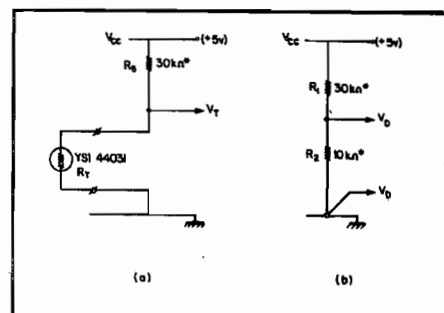 Vcc (+5v)
RS 30kΩ*
VT
YSI 44031
RT
(a)
Vcc (+5v)
R1 30kΩ*
VD
R2 10kΩ*
VD
(b)